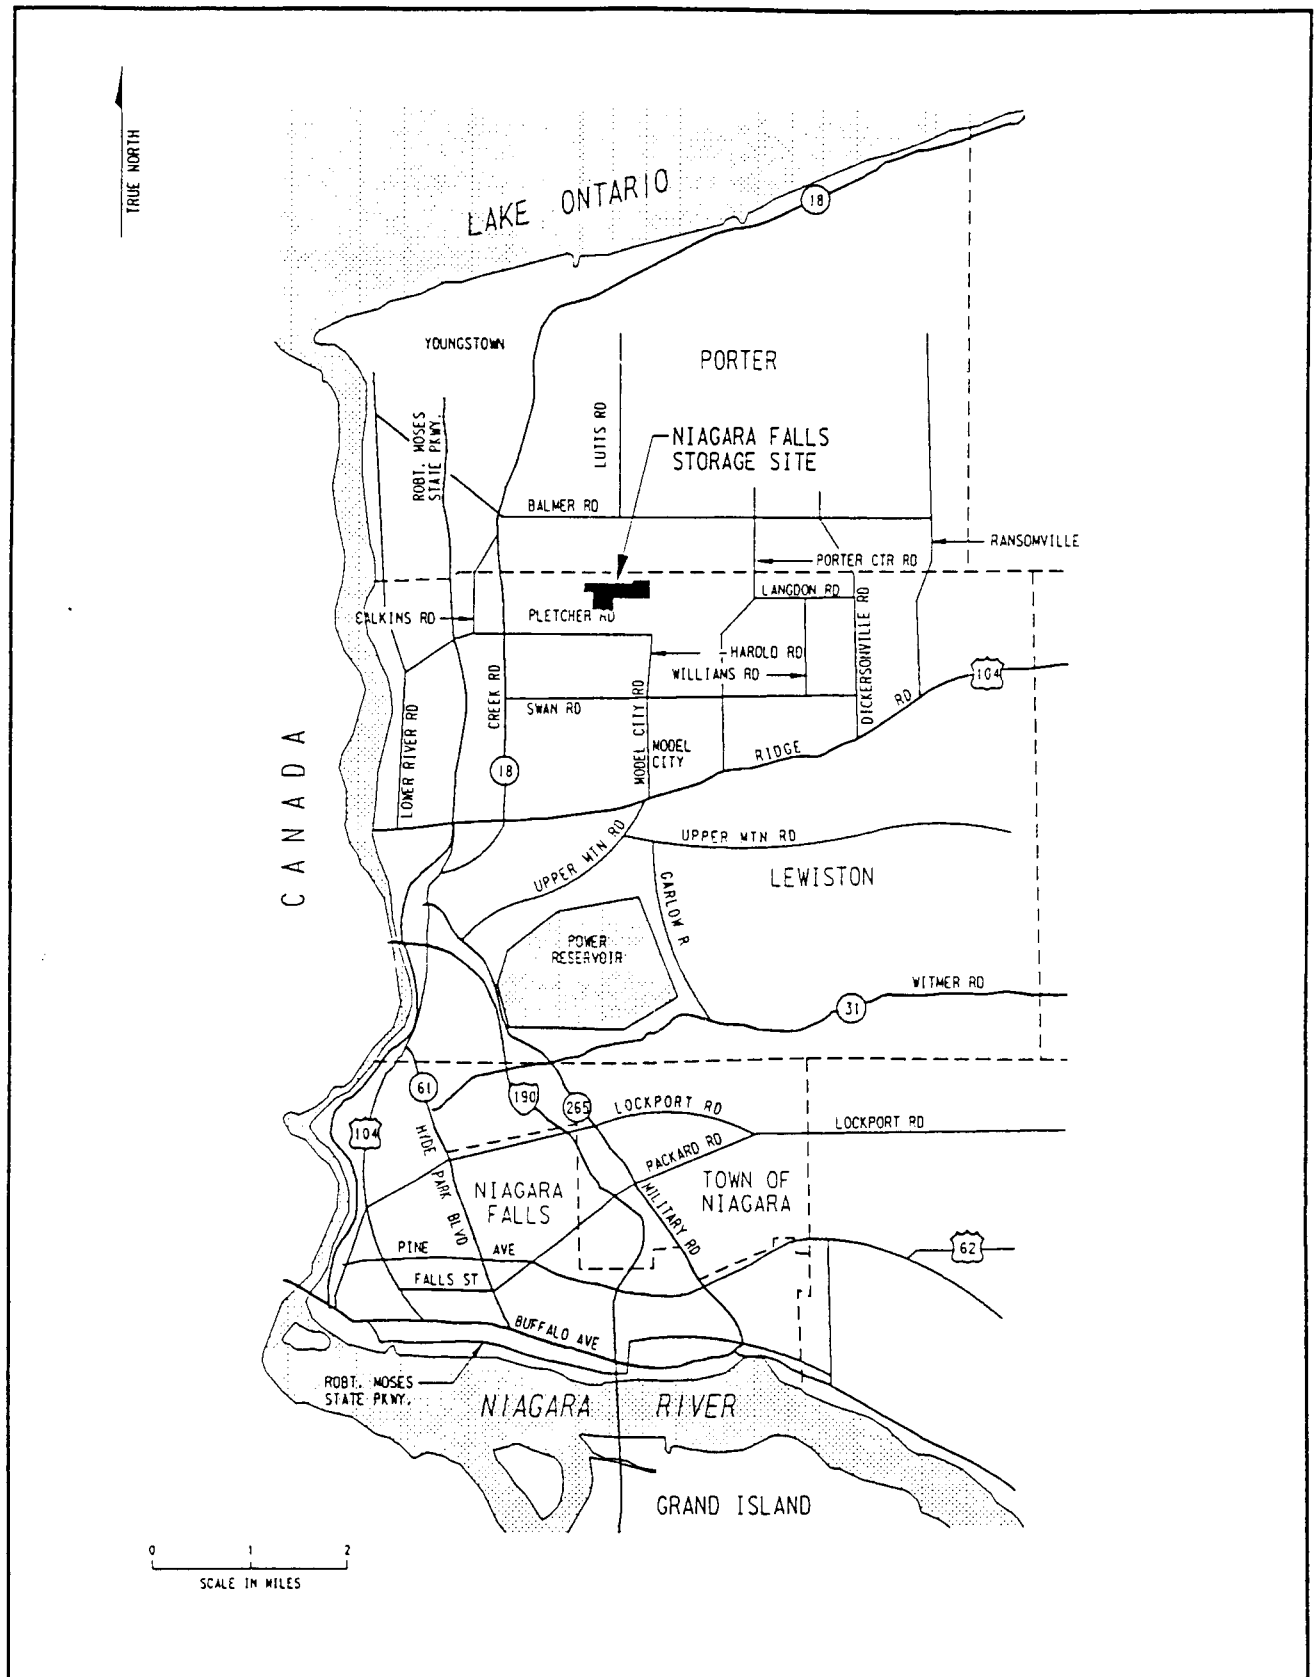 TRUE NORTH
LAKE ONTARIO
18
YOUNGSTOWN
PORTER
ROBT. MOSES
STATE PKWY.
LUTTS RD
NIAGARA FALLS
STORAGE SITE
BALMER RD
RANSOMVILLE
PORTER CTR RD
LANGDON RD
CALKINS RD
PLETCHER RD
DICKERSONVILLE RD
HAROLD RD
WILLIAMS RD
104
CREEK RD
SWAN RD
MODEL CITY RD
LOWER RIVER RD
MODEL
CITY
RIDGE RD
18
CANADA
UPPER MTN RD
UPPER MTN RD
LEWISTON
GARLOW R
POWER
RESERVOIR
WITMER RD
31
61
190
265
LOCKPORT RD
LOCKPORT RD
104
HYDE PARK BLVD
PACKARD RD
NIAGARA
FALLS
MILITARY RD
TOWN OF
NIAGARA
PINE AVE
62
FALLS ST
BUFFALO AVE
ROBT. MOSES
STATE PKWY.
NIAGARA RIVER
GRAND ISLAND
0 1 2
SCALE IN MILES